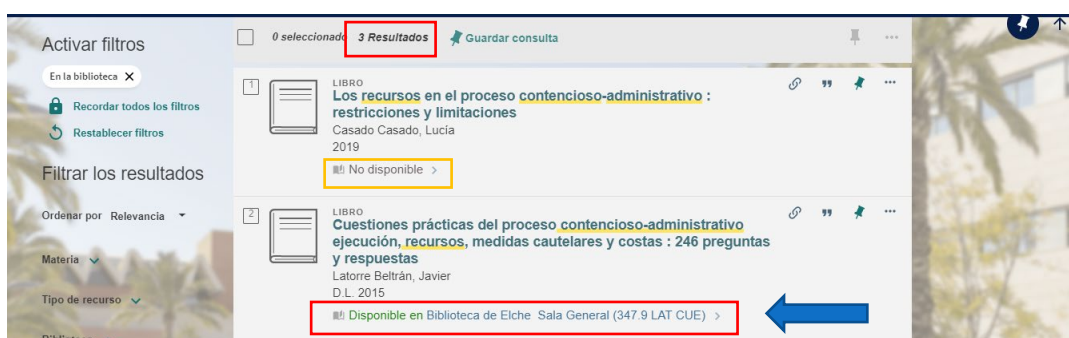 Activar filtros
0 seleccionado 3 Resultados Guardar consulta
En la biblioteca X
Recordar todos los filtros
Restablecer filtros
Filtrar los resultados
Ordenar por Relevancia
Materia
Tipo de recurso
1
LIBRO
Los recursos en el proceso contencioso-administrativo :
restricciones y limitaciones
Casado Casado, Lucía
2019
No disponible >
2
LIBRO
Cuestiones prácticas del proceso contencioso-administrativo
ejecución, recursos, medidas cautelares y costas : 246 preguntas
y respuestas
Latorre Beltrán, Javier
D.L. 2015
Disponible en Biblioteca de Elche Sala General (347.9 LAT CUE) >